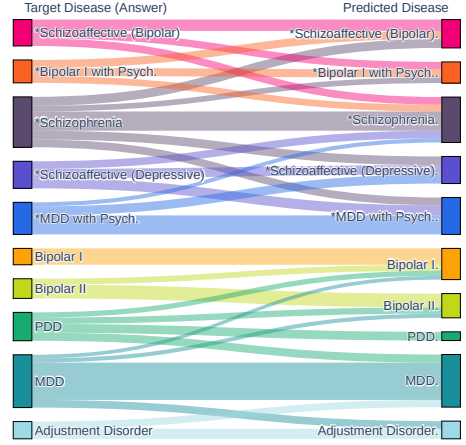 Target Disease (Answer) Predicted Disease
*Schizoaffective (Bipolar) *Schizoaffective (Bipolar).
*Bipolar I with Psych. *Bipolar I with Psych..
*Schizophrenia *Schizophrenia.
*Schizoaffective (Depressive) *Schizoaffective (Depressive).
*MDD with Psych. *MDD with Psych..
Bipolar I Bipolar I.
Bipolar II Bipolar II.
PDD PDD.
MDD MDD.
Adjustment Disorder Adjustment Disorder.